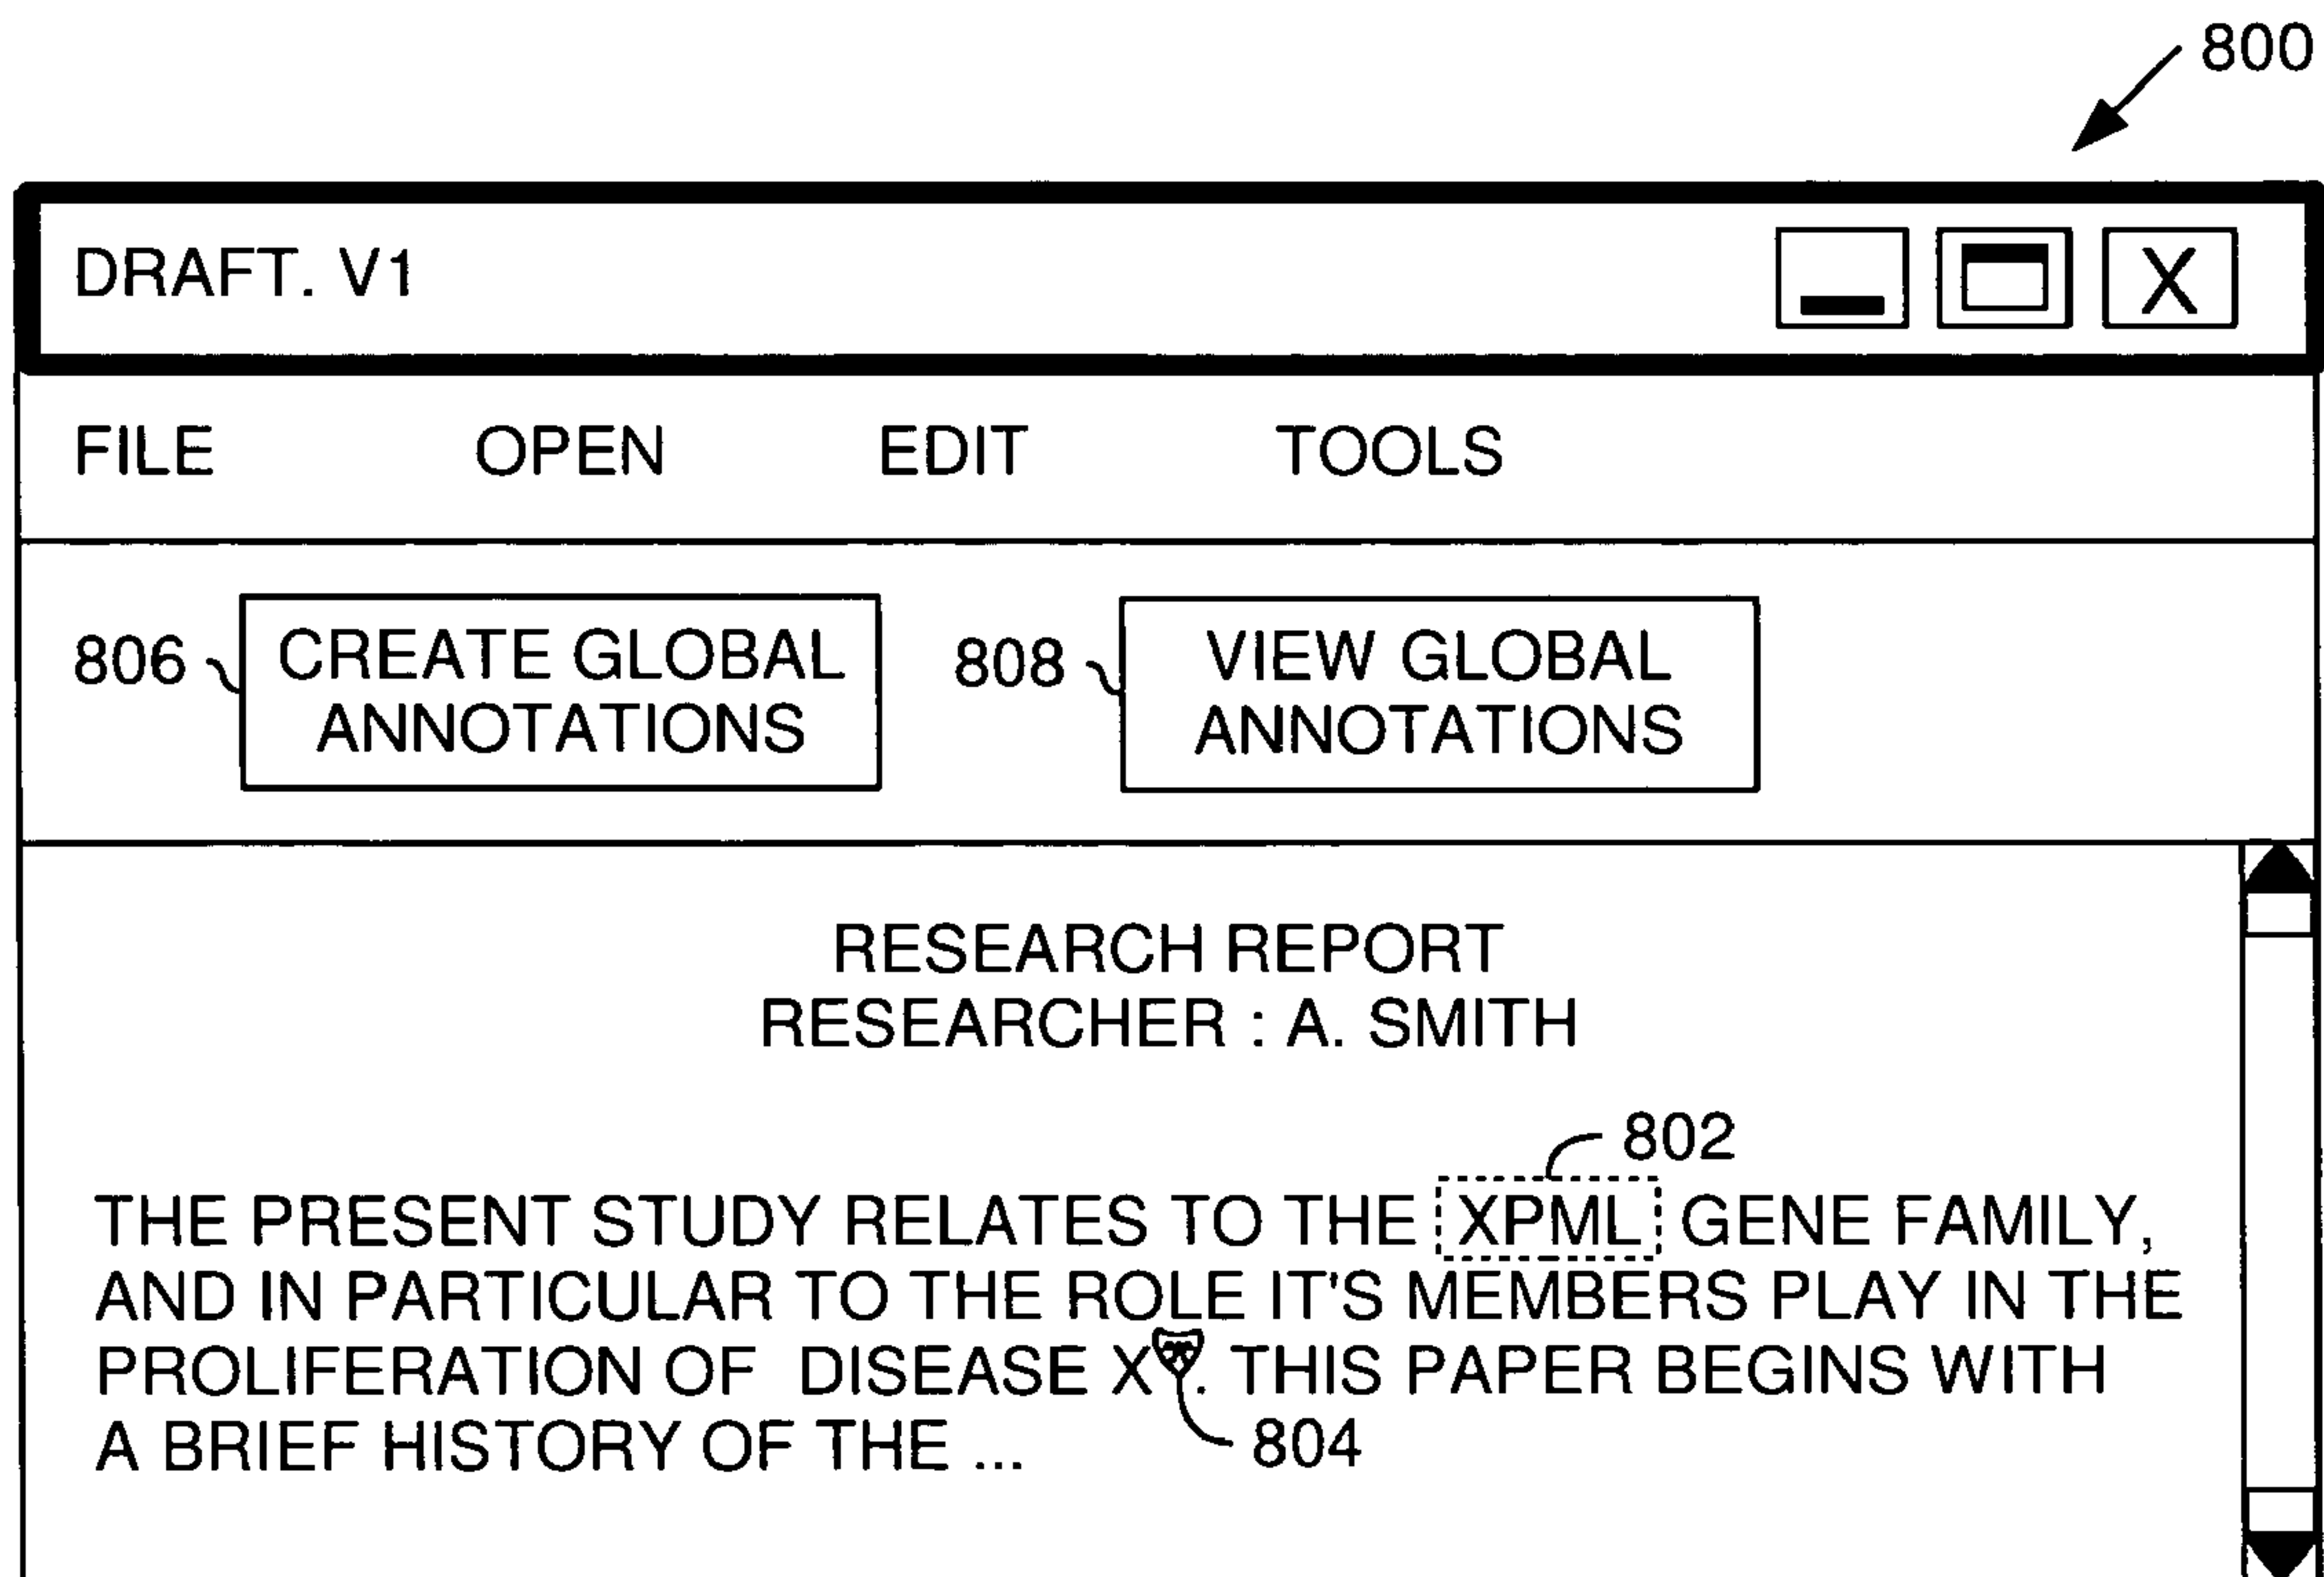 800
DRAFT. V1 X
FILE OPEN EDIT TOOLS
806 CREATE GLOBAL ANNOTATIONS
808 VIEW GLOBAL ANNOTATIONS
RESEARCH REPORT
RESEARCHER : A. SMITH
802
THE PRESENT STUDY RELATES TO THE XPML GENE FAMILY,
AND IN PARTICULAR TO THE ROLE IT'S MEMBERS PLAY IN THE
PROLIFERATION OF DISEASE X. THIS PAPER BEGINS WITH
A BRIEF HISTORY OF THE ...
804